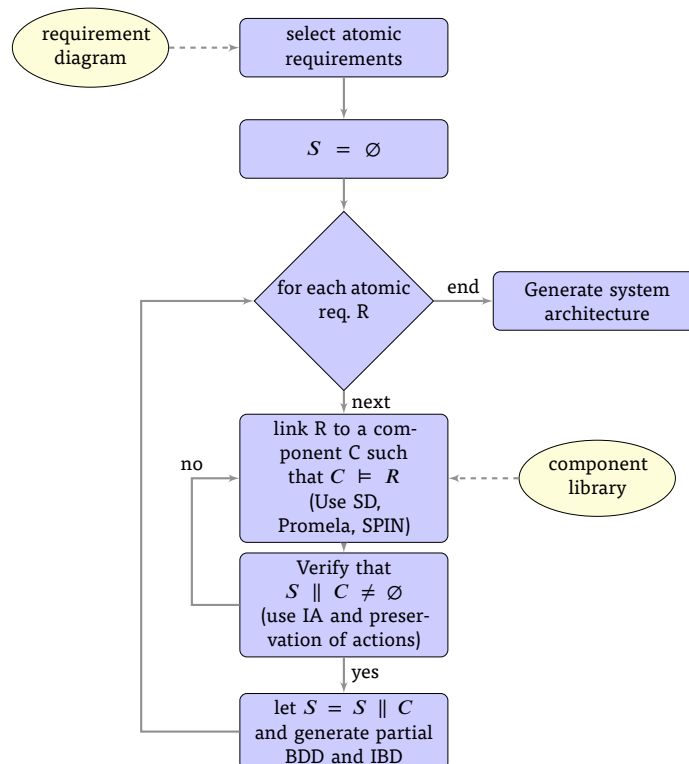 requirement
diagram
select atomic
requirements
S = ∅
for each atomic
req. R
end
Generate system
architecture
next
link R to a com-
ponent C such
that C ⊨ R
(Use SD,
Promela, SPIN)
no
component
library
Verify that
S ∥ C ≠ ∅
(use IA and preser-
vation of actions)
yes
let S = S ∥ C
and generate partial
BDD and IBD